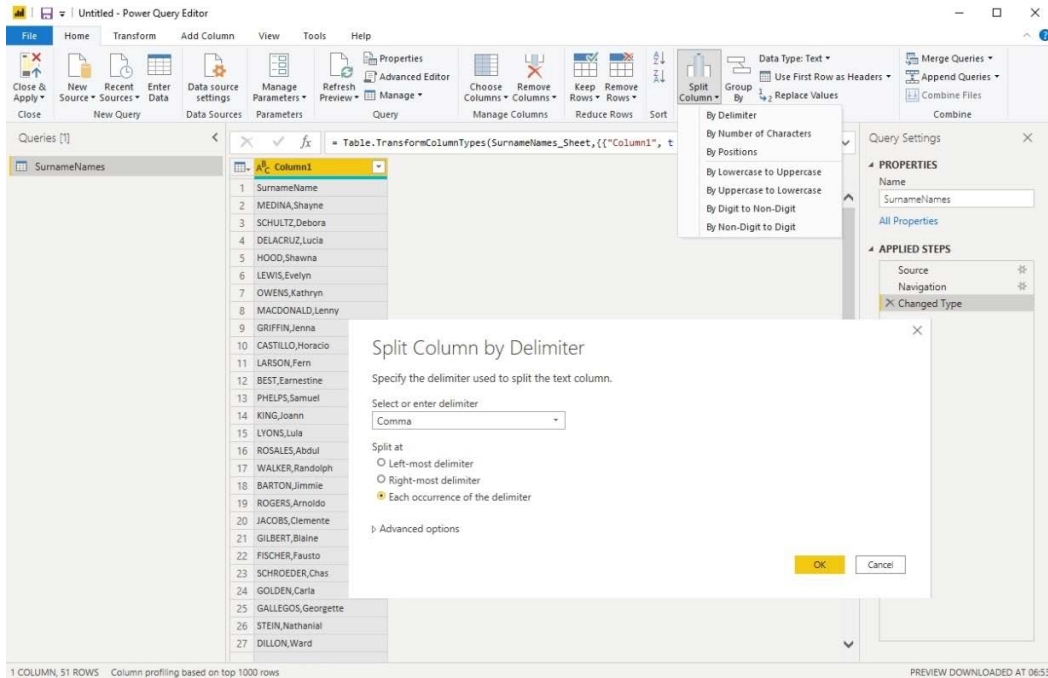 Untitled - Power Query Editor
File Home Transform Add Column View Tools Help
Close & Apply
New Source
Recent Sources
Enter Data
Data source settings
Manage Parameters
Refresh Preview
Properties
Advanced Editor
Manage
Choose Columns
Remove Columns
Keep Rows
Remove Rows
Split Column
Group By
Data Type: Text
Use First Row as Headers
Replace Values
Merge Queries
Append Queries
Combine Files
Close New Query Data Sources Parameters Query Manage Columns Reduce Rows Sort Combine
By Delimiter
By Number of Characters
By Positions
By Lowercase to Uppercase
By Uppercase to Lowercase
By Digit to Non-Digit
By Non-Digit to Digit
Queries [1]
SurnameNames
fx = Table.TransformColumnTypes(SurnameNames_Sheet,{{"Column1", t
ABC Column1
1 SurnameName
2 MEDINA,Shayne
3 SCHULTZ,Debora
4 DELACRUZ,Lucia
5 HOOD,Shawna
6 LEWIS,Evelyn
7 OWENS,Kathryn
8 MACDONALD,Lenny
9 GRIFFIN,Jenna
10 CASTILLO,Horacio
11 LARSON,Fern
12 BEST,Earnestine
13 PHELPS,Samuel
14 KING,Joann
15 LYONS,Lula
16 ROSALES,Abdul
17 WALKER,Randolph
18 BARTON,Jimmie
19 ROGERS,Arnoldo
20 JACOBS,Clemente
21 GILBERT,Blaine
22 FISCHER,Fausto
23 SCHROEDER,Chas
24 GOLDEN,Carla
25 GALLEGOS,Georgette
26 STEIN,Nathanial
27 DILLON,Ward
Split Column by Delimiter
Specify the delimiter used to split the text column.
Select or enter delimiter
Comma
Split at
Left-most delimiter
Right-most delimiter
Each occurrence of the delimiter
Advanced options
OK Cancel
Query Settings
PROPERTIES
Name
SurnameNames
All Properties
APPLIED STEPS
Source
Navigation
Changed Type
1 COLUMN, 51 ROWS Column profiling based on top 1000 rows
PREVIEW DOWNLOADED AT 06:53